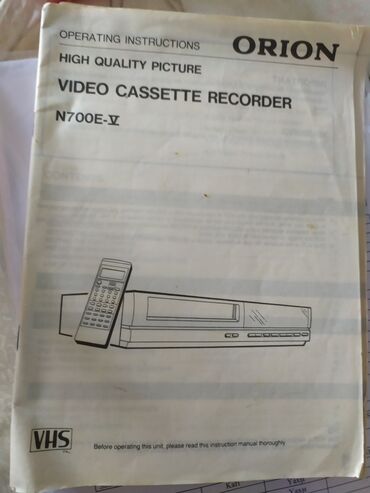 OPERATING INSTRUCTIONS
ORION
HIGH QUALITY PICTURE
VIDEO CASSETTE RECORDER
N700E-V
VHS
Before operating this unit, please read this instruction manual thoroughly.